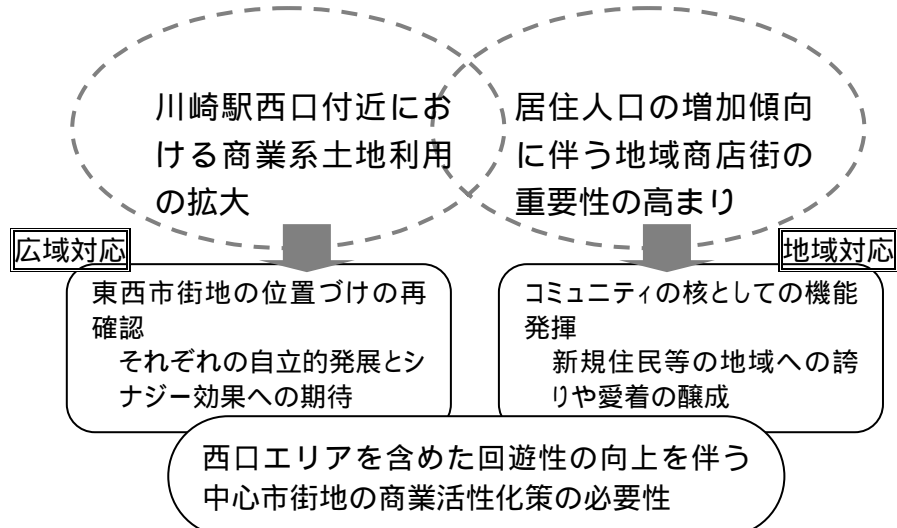 川崎駅西口付近にお
ける商業系土地利用
の拡大
居住人口の増加傾向
に伴う地域商店街の
重要性の高まり
広域対応
地域対応
東西市街地の位置づけの再
確認
それぞれの自立的発展とシ
ナジー効果への期待
コミュニティの核としての機能
発揮
新規住民等の地域への誇
りや愛着の醸成
西口エリアを含めた回遊性の向上を伴う
中心市街地の商業活性化策の必要性